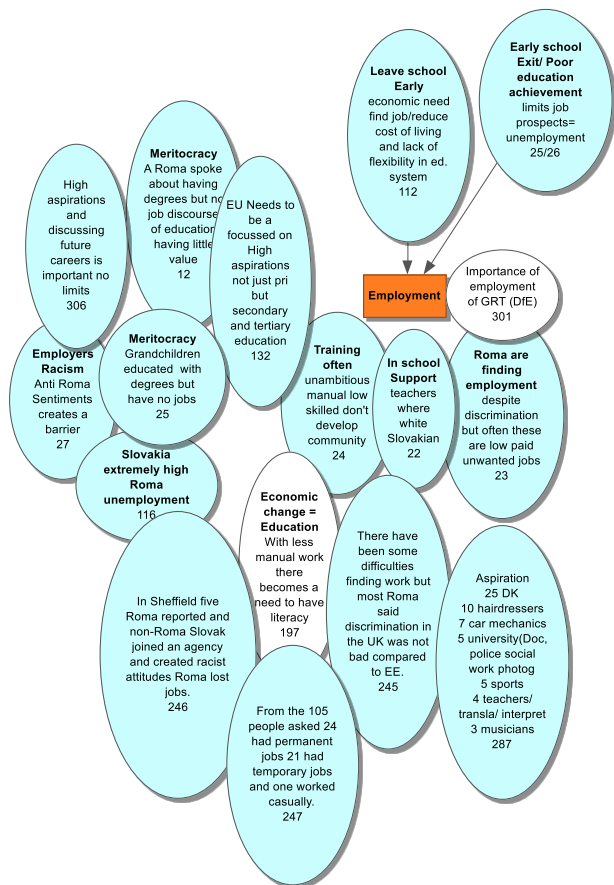 Early school
Exit/ Poor
education
achievement
limits job
prospects=
unemployment
25/26
Leave school
Early
economic need
find job/reduce
cost of living
and lack of
flexibility in ed.
system
112
Meritocracy
A Roma spoke
about having
degrees but no
job discourse
of education
having little
value
12
High
aspirations
and
discussing
future
careers is
important no
limits
306
EU Needs to
be a
focussed on
High
aspirations
not just pri
but
secondary
and tertiary
education
132
Employment
Importance of
employment
of GRT (DfE)
301
Employers
Racism
Anti Roma
Sentiments
creates a
barrier
27
Meritocracy
Grandchildren
educated with
degrees but
have no jobs
25
Training
often
unambitious
manual low
skilled don't
develop
community
24
In school
Support
teachers
where
white
Slovakian
22
Roma are
finding
employment
despite
discrimination
but often these
are low paid
unwanted jobs
23
Slovakia
extremely high
Roma
unemployment
116
Economic
change =
Education
With less
manual work
there
becomes a
need to have
literacy
197
There have
been some
difficulties
finding work but
most Roma
said
discrimination in
the UK was not
bad compared
to EE.
245
Aspiration
25 DK
10 hairdressers
7 car mechanics
5 university(Doc,
police social
work photog
5 sports
4 teachers/
transla/ interpret
3 musicians
287
In Sheffield five
Roma reported and
non-Roma Slovak
joined an agency
and created racist
attitudes Roma lost
jobs.
246
From the 105
people asked 24
had permanent
jobs 21 had
temporary jobs
and one worked
casually.
247